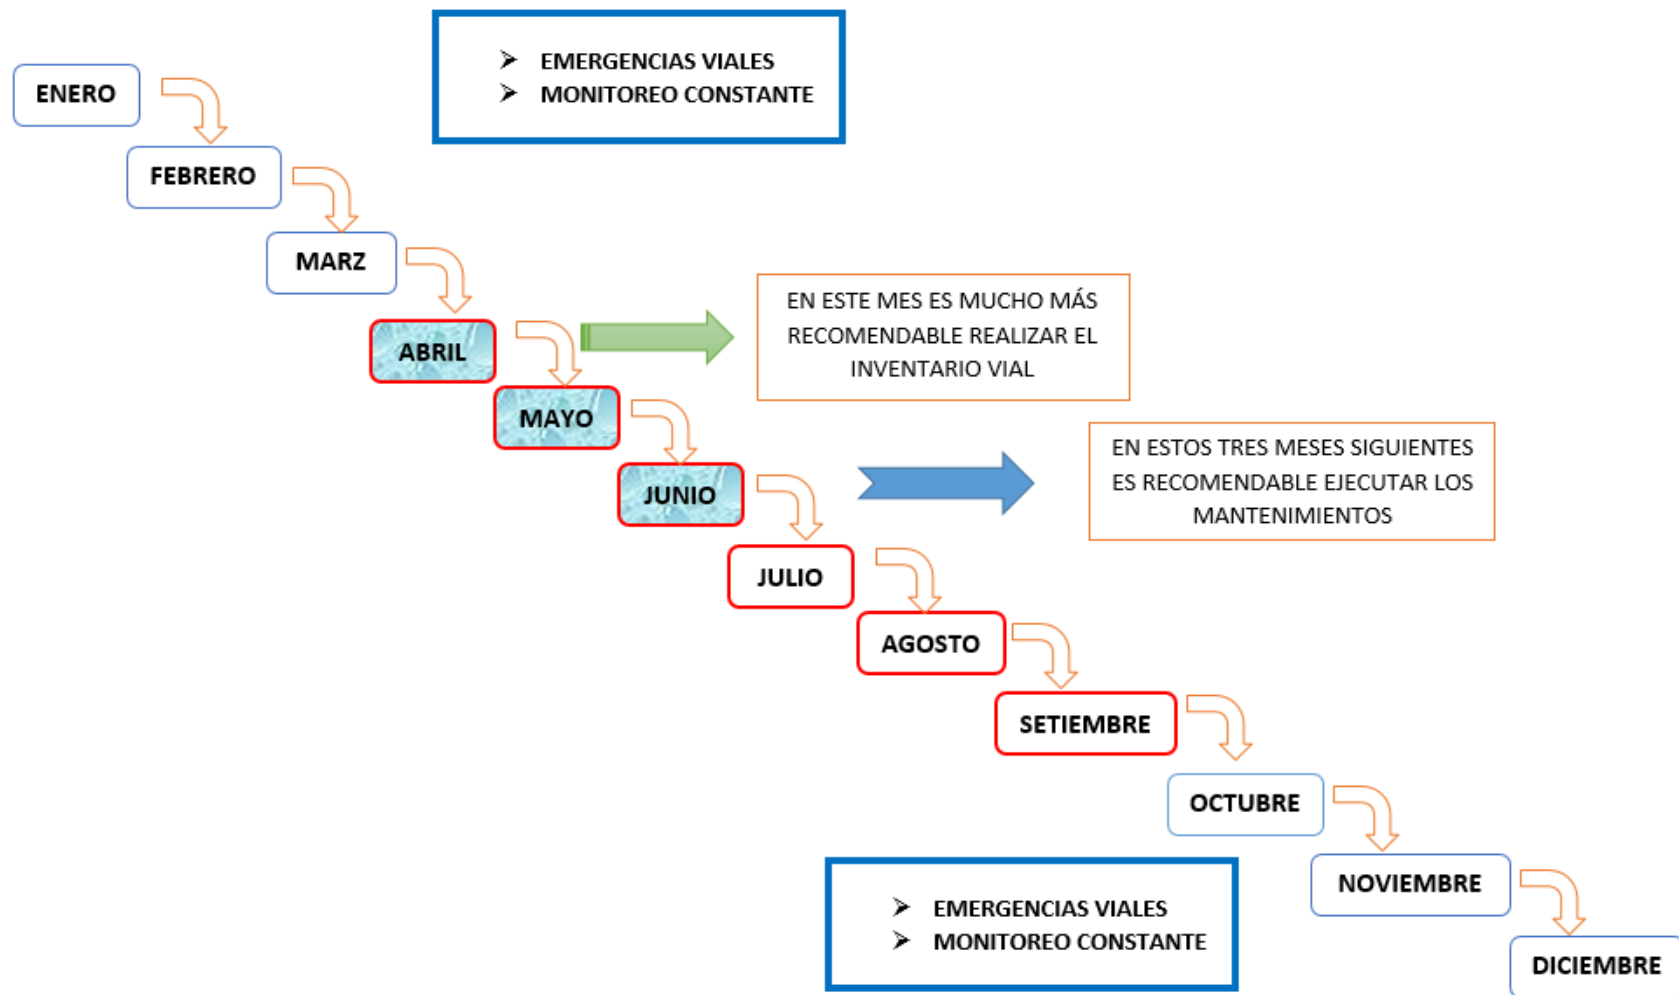 EMERGENCIAS VIALES
MONITOREO CONSTANTE
ENERO
FEBRERO
MARZ
ABRIL
EN ESTE MES ES MUCHO MÁS
RECOMENDABLE REALIZAR EL
INVENTARIO VIAL
MAYO
JUNIO
EN ESTOS TRES MESES SIGUIENTES
ES RECOMENDABLE EJECUTAR LOS
MANTENIMIENTOS
JULIO
AGOSTO
SETIEMBRE
OCTUBRE
NOVIEMBRE
EMERGENCIAS VIALES
MONITOREO CONSTANTE
DICIEMBRE